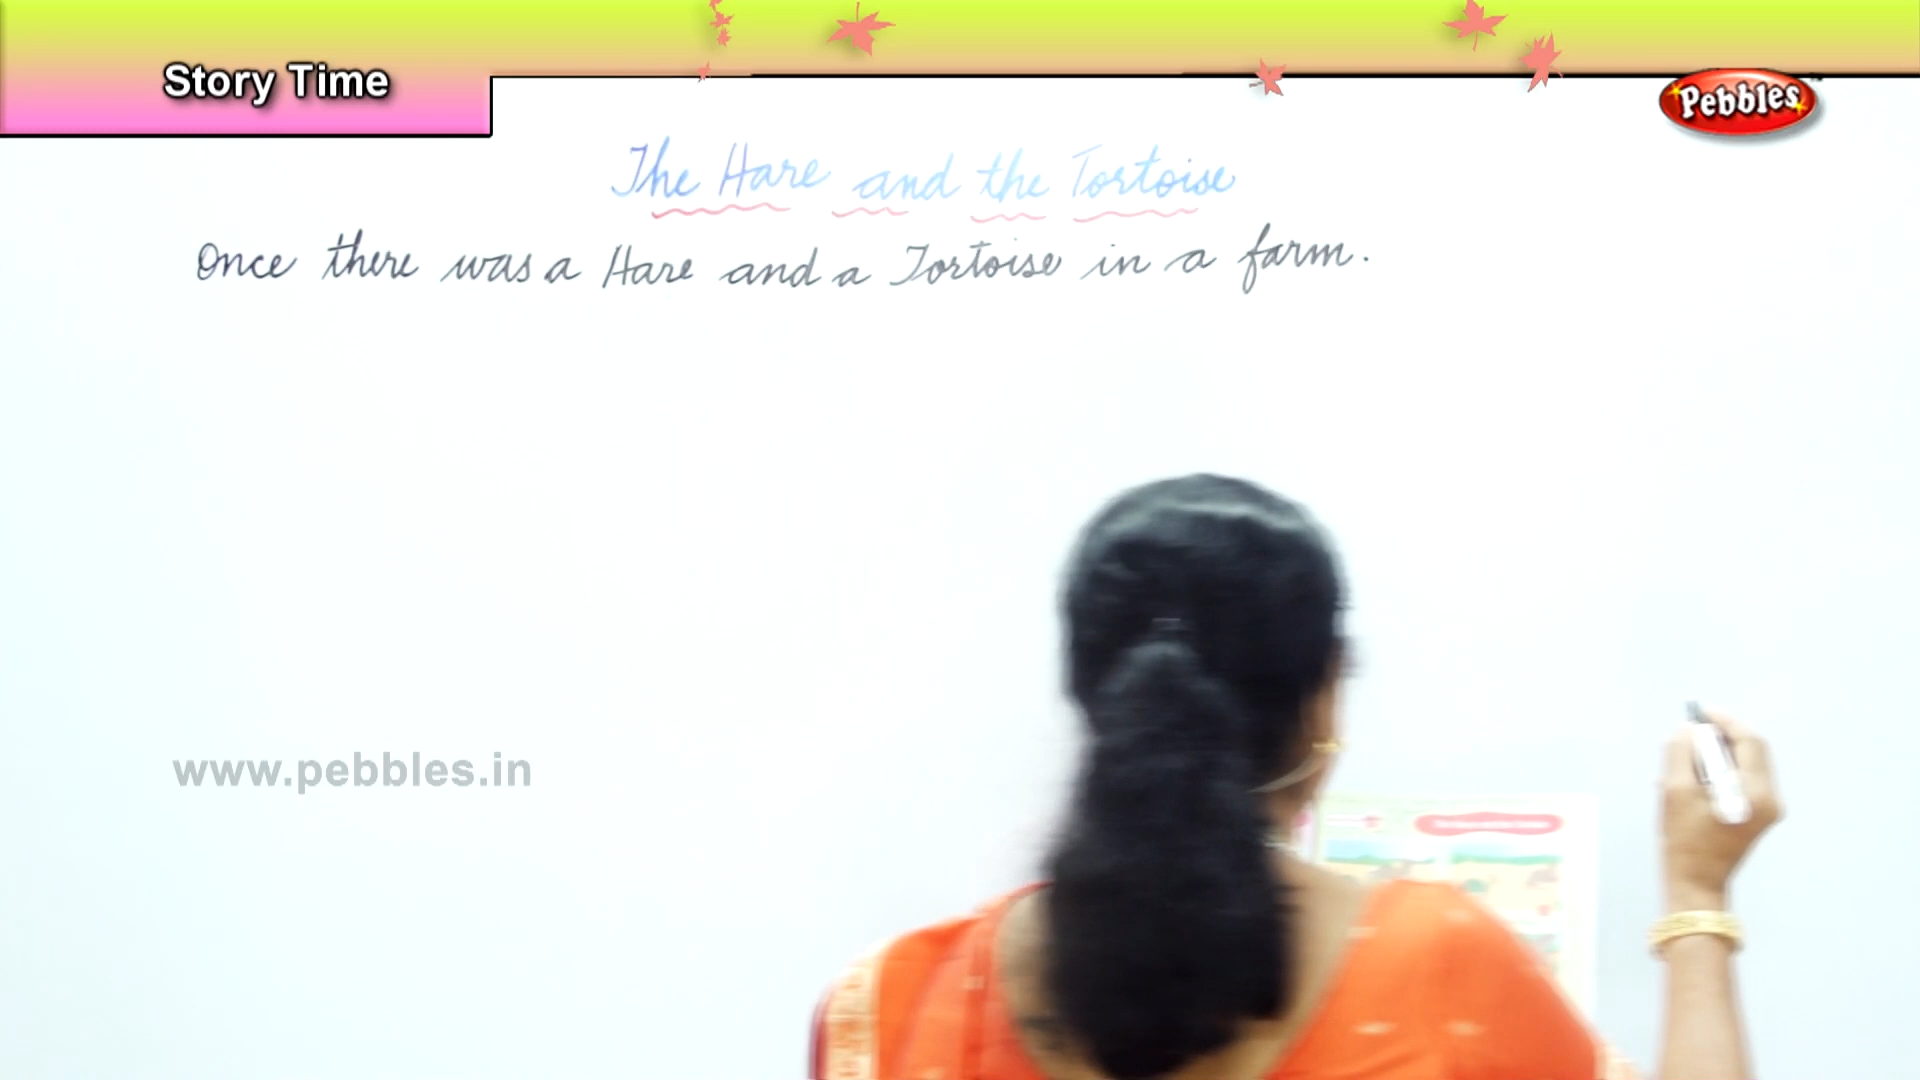 Story Time
Pebbles
The Hare and the Tortoise
Once there was a Hare and a Tortoise in a farm.
www.pebbles.in